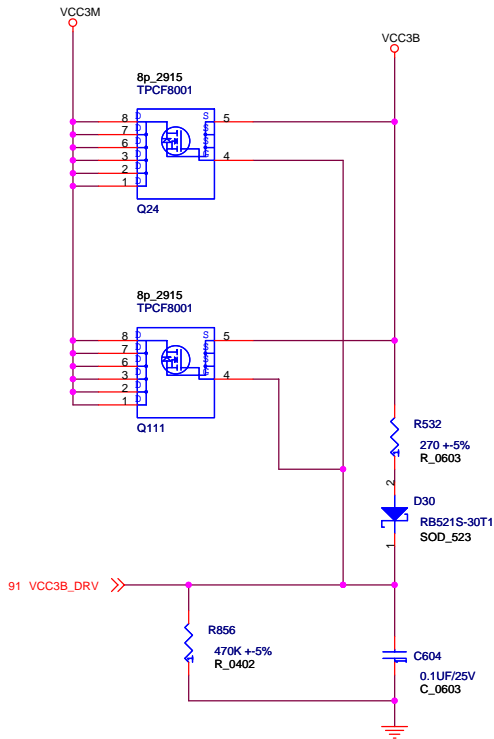 VCC3M
VCC3B
8p_2915
TPCF8001
8 D S 5
7 D
6 D
3 D 4
2 D
1 D
Q24
8p_2915
TPCF8001
8 D S 5
7 D
6 D
3 D 4
2 D
1 D
Q111
R532
270 +-5%
R_0603
1
2
D30
RB521S-30T1
SOD_523
1
91 VCC3B_DRV
R856
470K +-5%
R_0402
1
C604
0.1UF/25V
C_0603